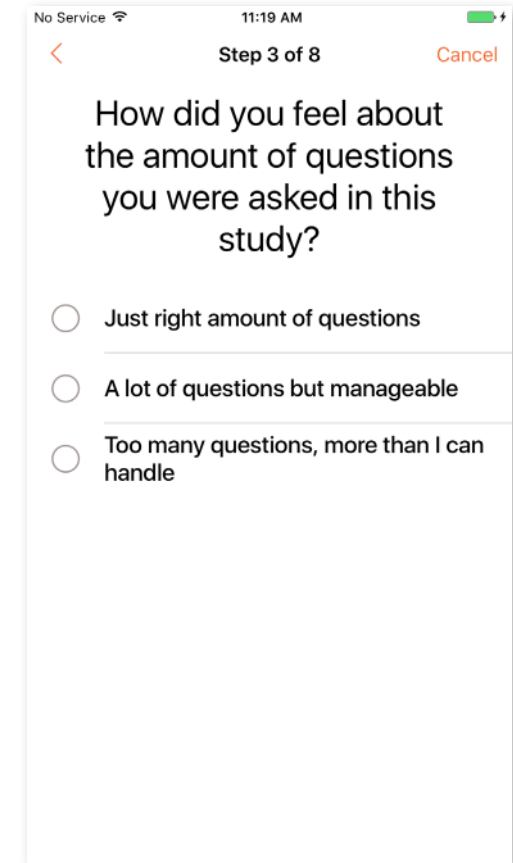 No Service 11:19 AM
Step 3 of 8 Cancel
How did you feel about
the amount of questions
you were asked in this
study?
Just right amount of questions
A lot of questions but manageable
Too many questions, more than I can
handle